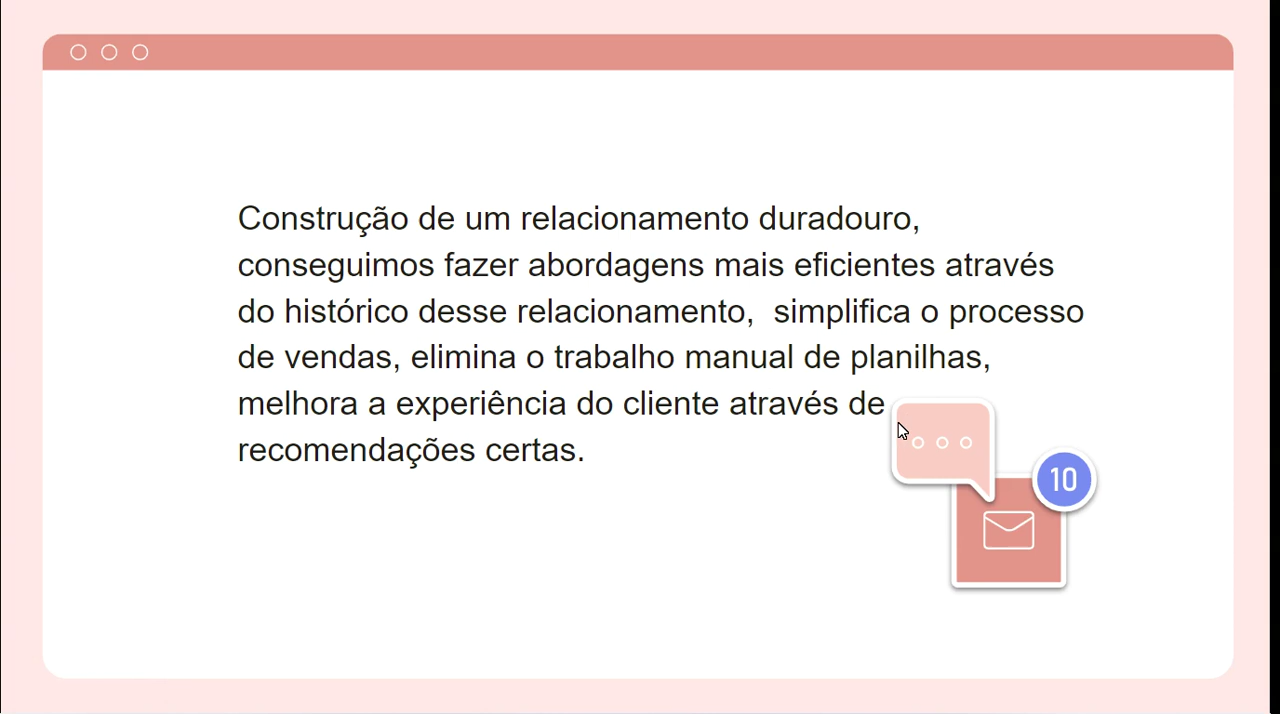 Construção de um relacionamento duradouro,
conseguimos fazer abordagens mais eficientes através
do histórico desse relacionamento,  simplifica o processo
de vendas, elimina o trabalho manual de planilhas,
melhora a experiência do cliente através de
recomendações certas.
10